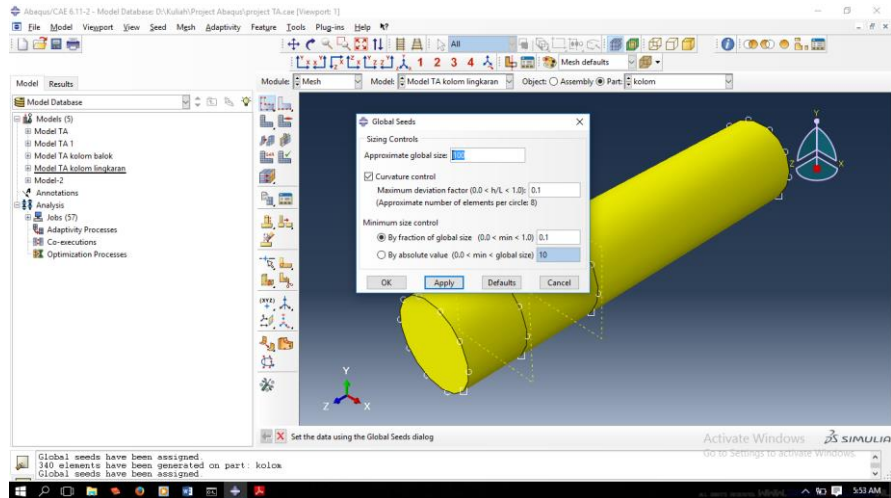 Abaqus/CAE 6.11-2 - Model Database: D:\Kuliah\Project Abaqus\project TA.cae [Viewport: 1]
File Model Viewport View Seed Mesh Adaptivity Feature Tools Plug-ins Help
All
1 2 3 4 Mesh defaults
Model Results
Module: Mesh Model: Model TA kolom lingkaran Object: Assembly Part: kolom
Model Database
Models (5)
Model TA
Model TA 1
Model TA kolom balok
Model TA kolom lingkaran
Model-2
Annotations
Analysis
Jobs (57)
Adaptivity Processes
Co-executions
Optimization Processes
Global Seeds
Sizing Controls
Approximate global size: 100
Curvature control
Maximum deviation factor (0.0 < h/L < 1.0): 0.1
(Approximate number of elements per circle: 8)
Minimum size control
By fraction of global size (0.0 < min < 1.0) 0.1
By absolute value (0.0 < min < global size) 10
OK Apply Defaults Cancel
Y
Z
X
Y
Z
X
Set the data using the Global Seeds dialog
Activate Windows
Go to Settings to activate Windows.
SIMULIA
Global seeds have been assigned.
340 elements have been generated on part: kolom
Global seeds have been assigned.
5:53 AM